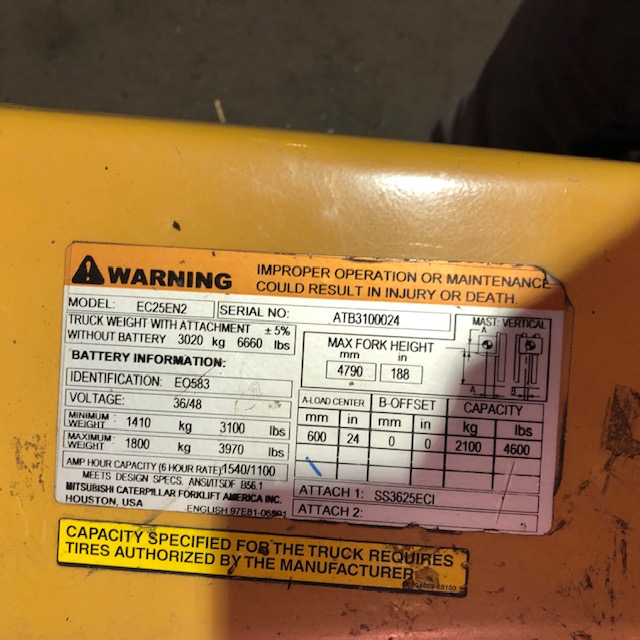 WARNING
IMPROPER OPERATION OR MAINTENANCE
COULD RESULT IN INJURY OR DEATH.
MODEL: EC25EN2 SERIAL NO: ATB3100024
TRUCK WEIGHT WITH ATTACHMENT ± 5%
WITHOUT BATTERY 3020 kg 6660 lbs
BATTERY INFORMATION:
IDENTIFICATION: EO583
VOLTAGE: 36/48
MINIMUM WEIGHT : 1410 kg 3100 lbs
MAXIMUM WEIGHT : 1800 kg 3970 lbs
AMP HOUR CAPACITY (6 HOUR RATE) 1540/1100
MEETS DESIGN SPECS. ANSI/ITSDF B56.1
MITSUBISHI CATERPILLAR FORKLIFT AMERICA INC.
HOUSTON, USA
ENGLISH
MAX FORK HEIGHT
mm in
4790 188
MAST: VERTICAL
A
A
A-LOAD CENTER B-OFFSET CAPACITY
mm in mm in kg lbs
600 24 0 0 2100 4600
ATTACH 1: SS3625ECI
ATTACH 2:
CAPACITY SPECIFIED FOR THE TRUCK REQUIRES
TIRES AUTHORIZED BY THE MANUFACTURER